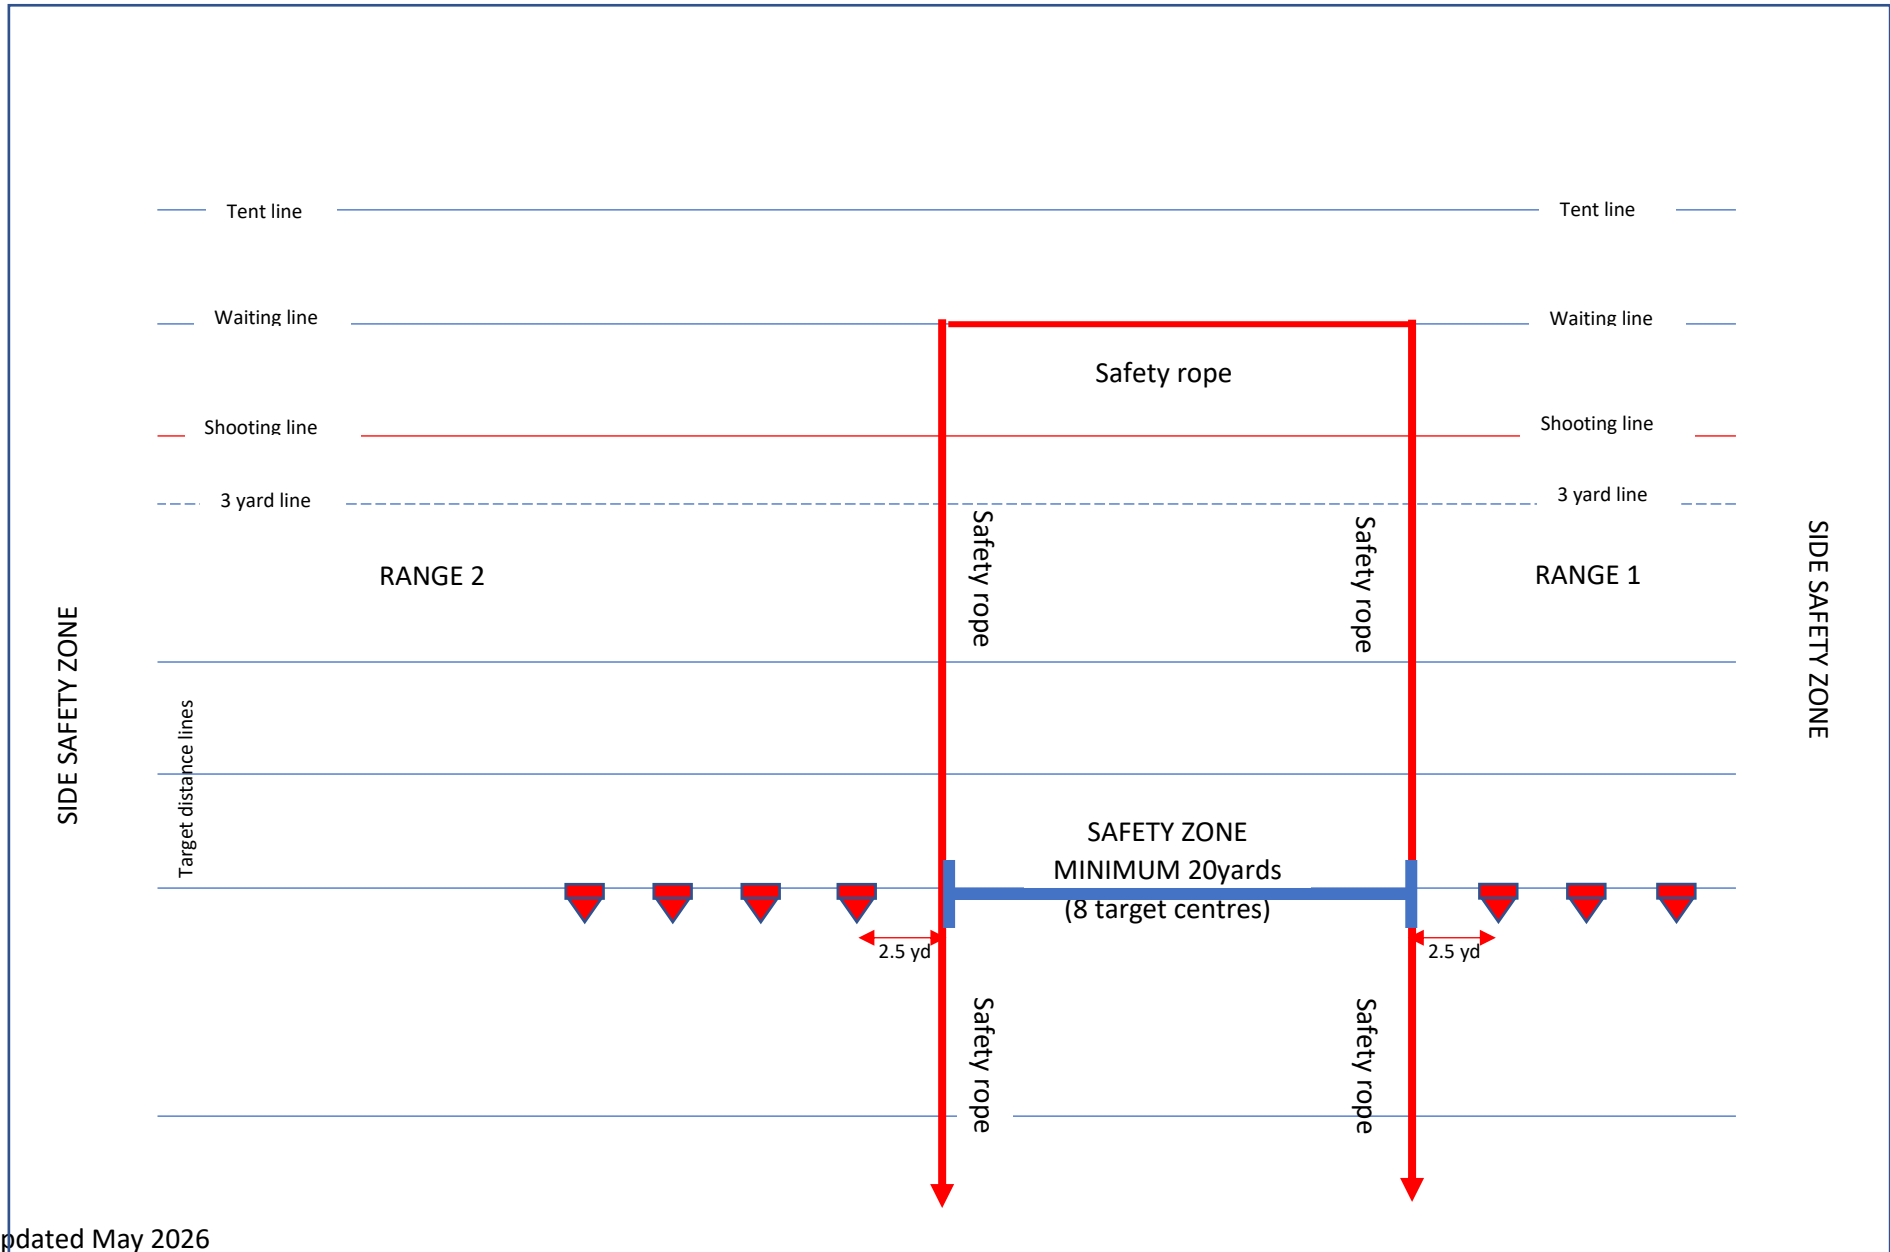 Tent line
Tent line
Waiting line
Waiting line
Safety rope
Shooting line
Shooting line
3 yard line
3 yard line
Safety rope
Safety rope
RANGE 2
RANGE 1
SIDE SAFETY ZONE
SIDE SAFETY ZONE
Target distance lines
SAFETY ZONE
MINIMUM 20yards
(8 target centres)
2.5 yd
2.5 yd
Safety rope
Safety rope
pdated May 2026